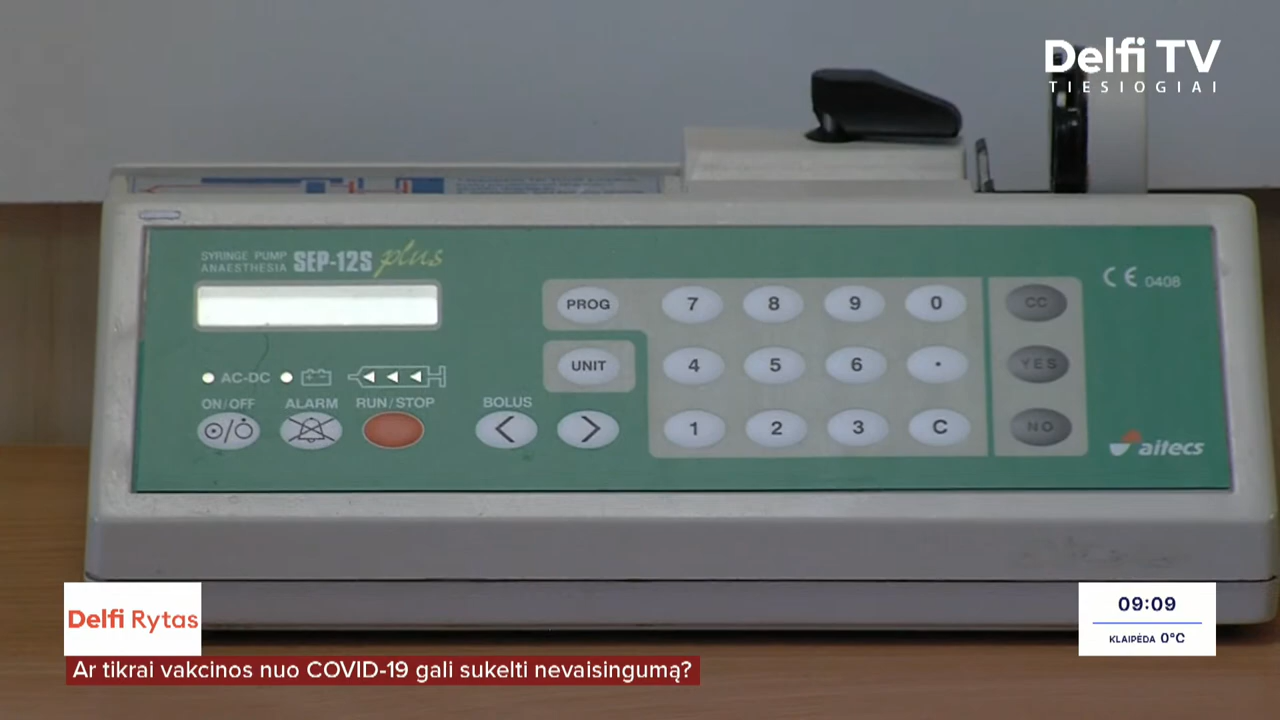 Delfi TV
TIESIOGIAI
SYRINGE PUMP
ANAESTHESIA
SEP-12S plus
CE 0408
PROG
7
8
9
0
CC
UNIT
4
5
6
.
YES
AC-DC
ON/OFF
ALARM
RUN/STOP
BOLUS
1
2
3
C
NO
aitecs
Delfi Rytas
09:09
KLAIPĖDA 0°C
Ar tikrai vakcinos nuo COVID-19 gali sukelti nevaisingumą?